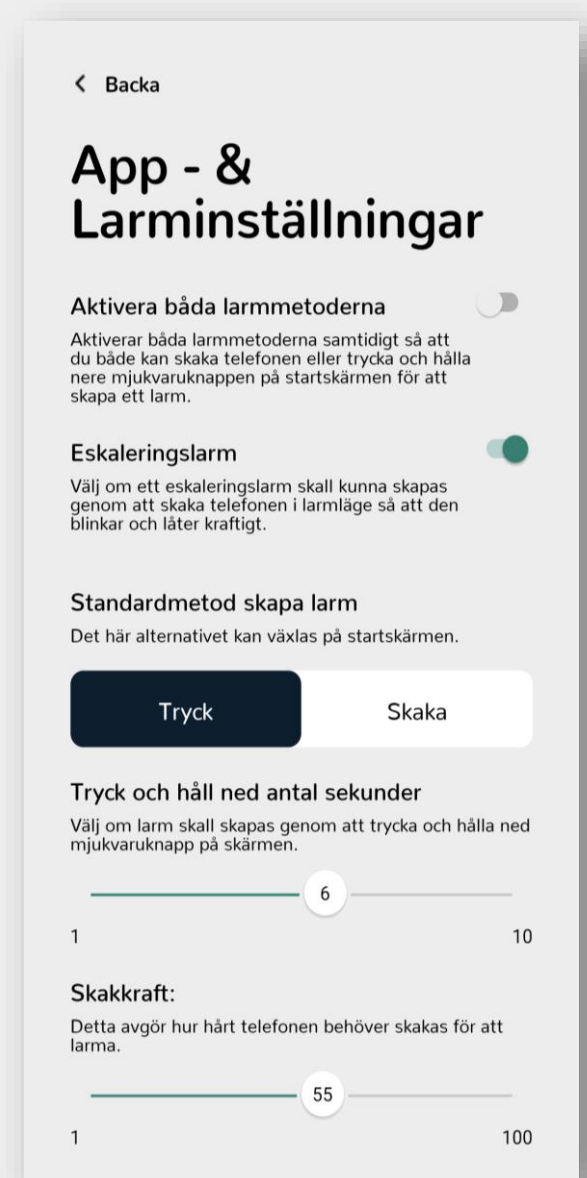 Backa
App - &
Larminställningar
Aktivera båda larmmetoderna
Aktiverar båda larmmetoderna samtidigt så att
du både kan skaka telefonen eller trycka och hålla
nere mjukvaruknappen på startskärmen för att
skapa ett larm.
Eskaleringslarm
Välj om ett eskaleringslarm skall kunna skapas
genom att skaka telefonen i larmläge så att den
blinkar och låter kraftigt.
Standardmetod skapa larm
Det här alternativet kan växlas på startskärmen.
Tryck Skaka
Tryck och håll ned antal sekunder
Välj om larm skall skapas genom att trycka och hålla ned
mjukvaruknapp på skärmen.
6
1 10
Skakkraft:
Detta avgör hur hårt telefonen behöver skakas för att
larma.
55
1 100